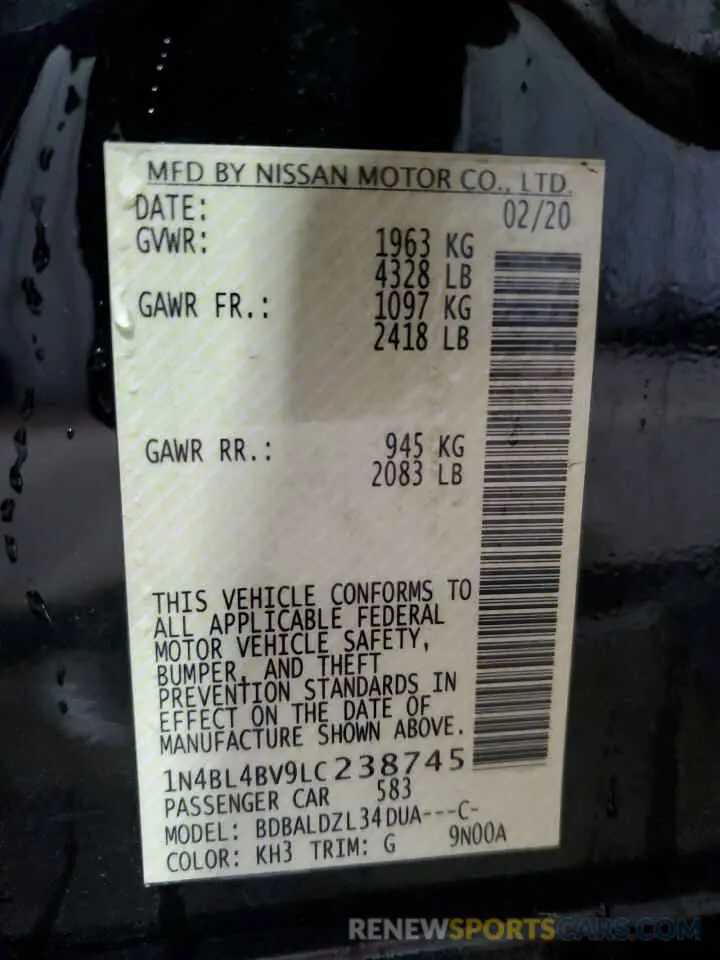 MFD BY NISSAN MOTOR CO., LTD.
DATE: 02/20
GVWR: 1963 KG
4328 LB
GAWR FR.: 1097 KG
2418 LB
GAWR RR.: 945 KG
2083 LB
THIS VEHICLE CONFORMS TO
ALL APPLICABLE FEDERAL
MOTOR VEHICLE SAFETY,
BUMPER, AND THEFT
PREVENTION STANDARDS IN
EFFECT ON THE DATE OF
MANUFACTURE SHOWN ABOVE.
1N4BL4BV9LC238745
PASSENGER CAR 583
MODEL: BDBALDZL34DUA---C-
COLOR: KH3 TRIM: G 9N00A
RENEWSPORTSCARS.COM